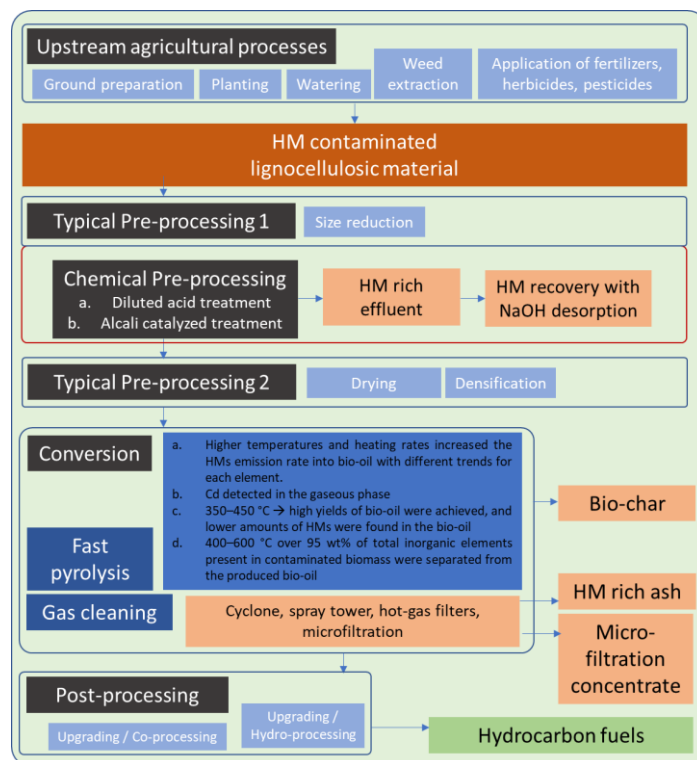 Upstream agricultural processes
Ground preparation
Planting
Watering
Weed
extraction
Application of fertilizers,
herbicides, pesticides
HM contaminated
lignocellulosic material
Typical Pre-processing 1
Size reduction
Chemical Pre-processing
a. Diluted acid treatment
b. Alcali catalyzed treatment
HM rich
effluent
HM recovery with
NaOH desorption
Typical Pre-processing 2
Drying
Densification
Conversion
a. Higher temperatures and heating rates increased the
HMs emission rate into bio-oil with different trends for
each element.
b. Cd detected in the gaseous phase
c. 350–450 °C → high yields of bio-oil were achieved, and
lower amounts of HMs were found in the bio-oil
d. 400–600 °C over 95 wt% of total inorganic elements
present in contaminated biomass were separated from
the produced bio-oil
Fast
pyrolysis
Bio-char
Gas cleaning
Cyclone, spray tower, hot-gas filters,
microfiltration
HM rich ash
Micro-
filtration
concentrate
Post-processing
Upgrading / Co-processing
Upgrading /
Hydro-processing
Hydrocarbon fuels